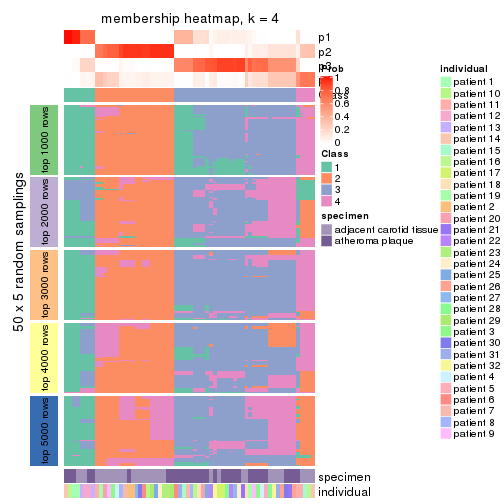 membership heatmap, k = 4
p1
p2
p3
Prob
1
0.8
0.6
0.4
0.2
0
Class
1
2
3
4
specimen
adjacent carotid tissue
atheroma plaque
individual
patient 1
patient 10
patient 11
patient 12
patient 13
patient 14
patient 15
patient 16
patient 17
patient 18
patient 19
patient 2
patient 20
patient 21
patient 22
patient 23
patient 24
patient 25
patient 26
patient 27
patient 28
patient 29
patient 3
patient 30
patient 31
patient 32
patient 4
patient 5
patient 6
patient 7
patient 8
patient 9
50 x 5 random samplings
top 1000 rows
top 2000 rows
top 3000 rows
top 4000 rows
top 5000 rows
specimen
individual